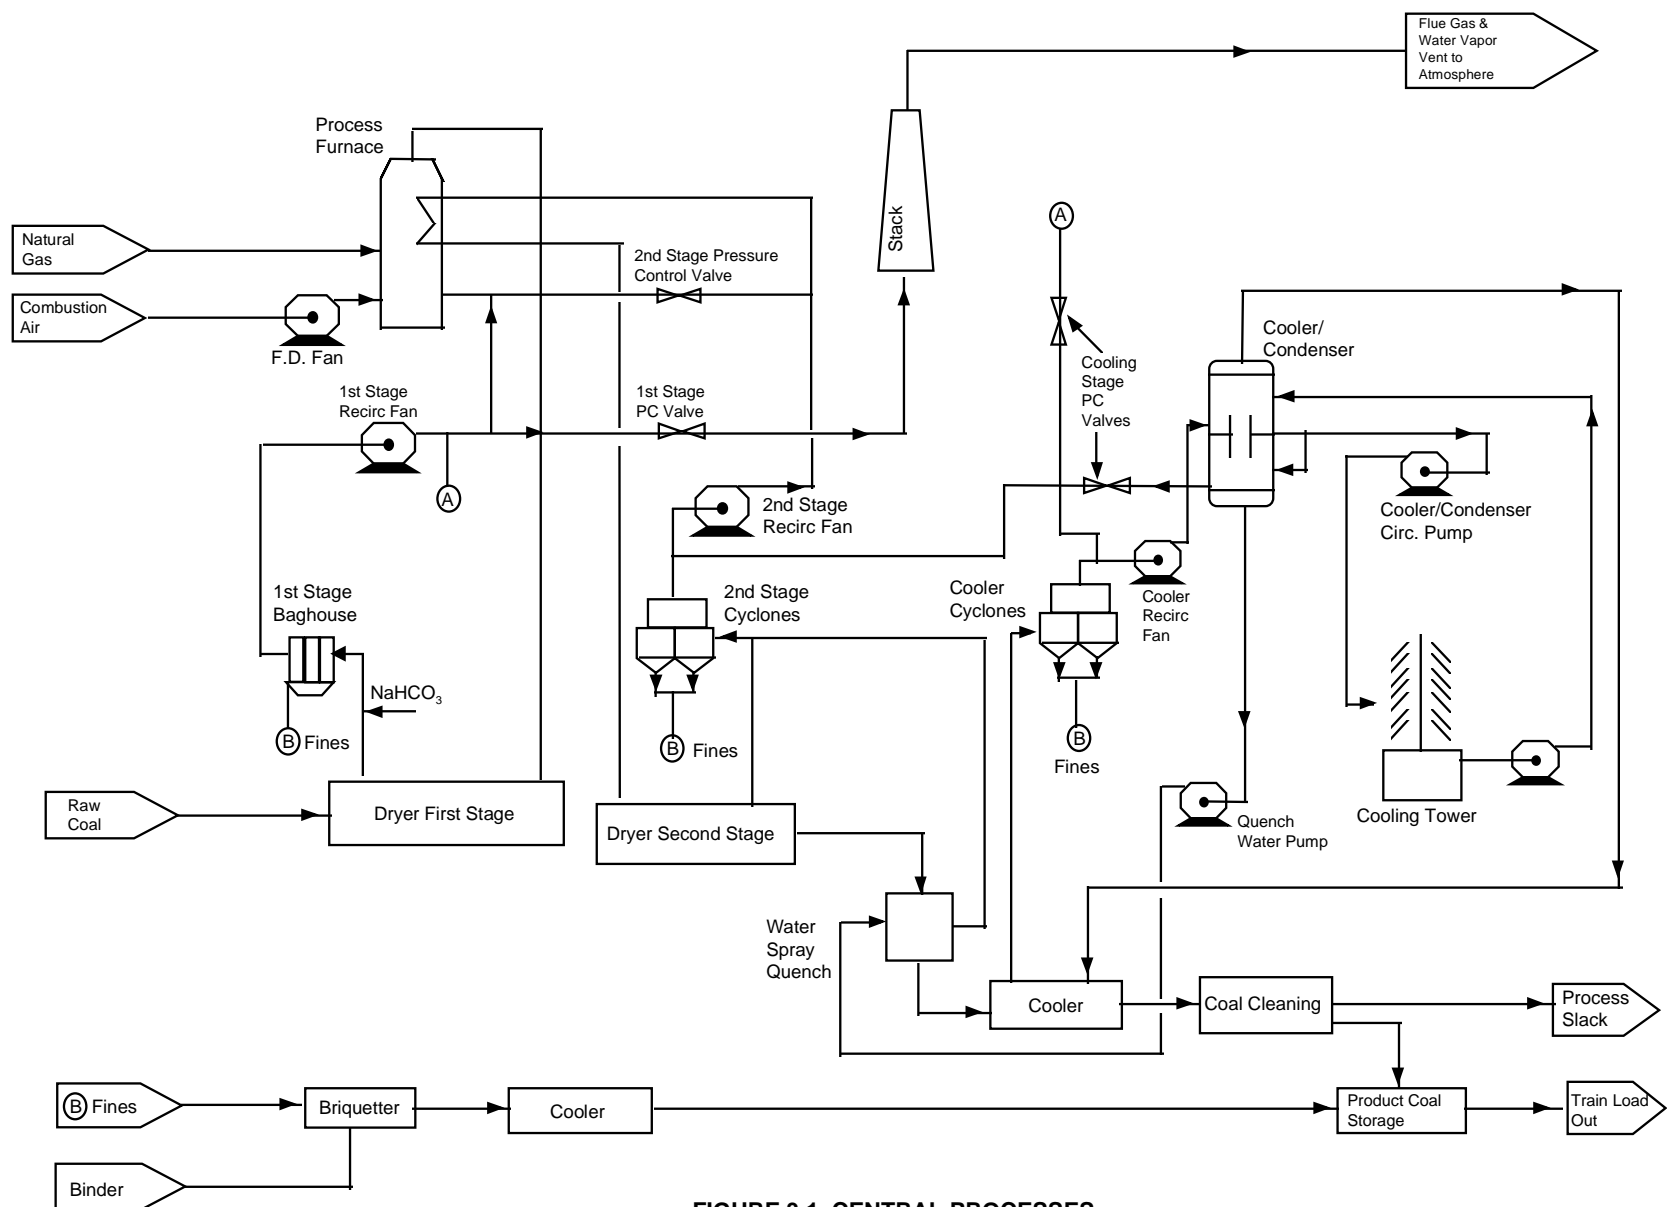 Flue Gas &
Water Vapor
Vent to
Atmosphere
Process
Furnace
Stack
A
Natural
Gas
2nd Stage Pressure
Control Valve
Combustion
Air
F.D. Fan
Cooler/
Condenser
Cooling
Stage
PC
Valves
1st Stage
Recirc Fan
1st Stage
PC Valve
A
2nd Stage
Recirc Fan
Cooler/Condenser
Circ. Pump
1st Stage
Baghouse
2nd Stage
Cyclones
Cooler
Cyclones
Cooler
Recirc
Fan
NaHCO3
B Fines
B Fines
B
Fines
Raw
Coal
Dryer First Stage
Dryer Second Stage
Quench
Water Pump
Cooling Tower
Water
Spray
Quench
Cooler
Coal Cleaning
Process
Slack
B Fines
Briquetter
Cooler
Product Coal
Storage
Train Load
Out
Binder